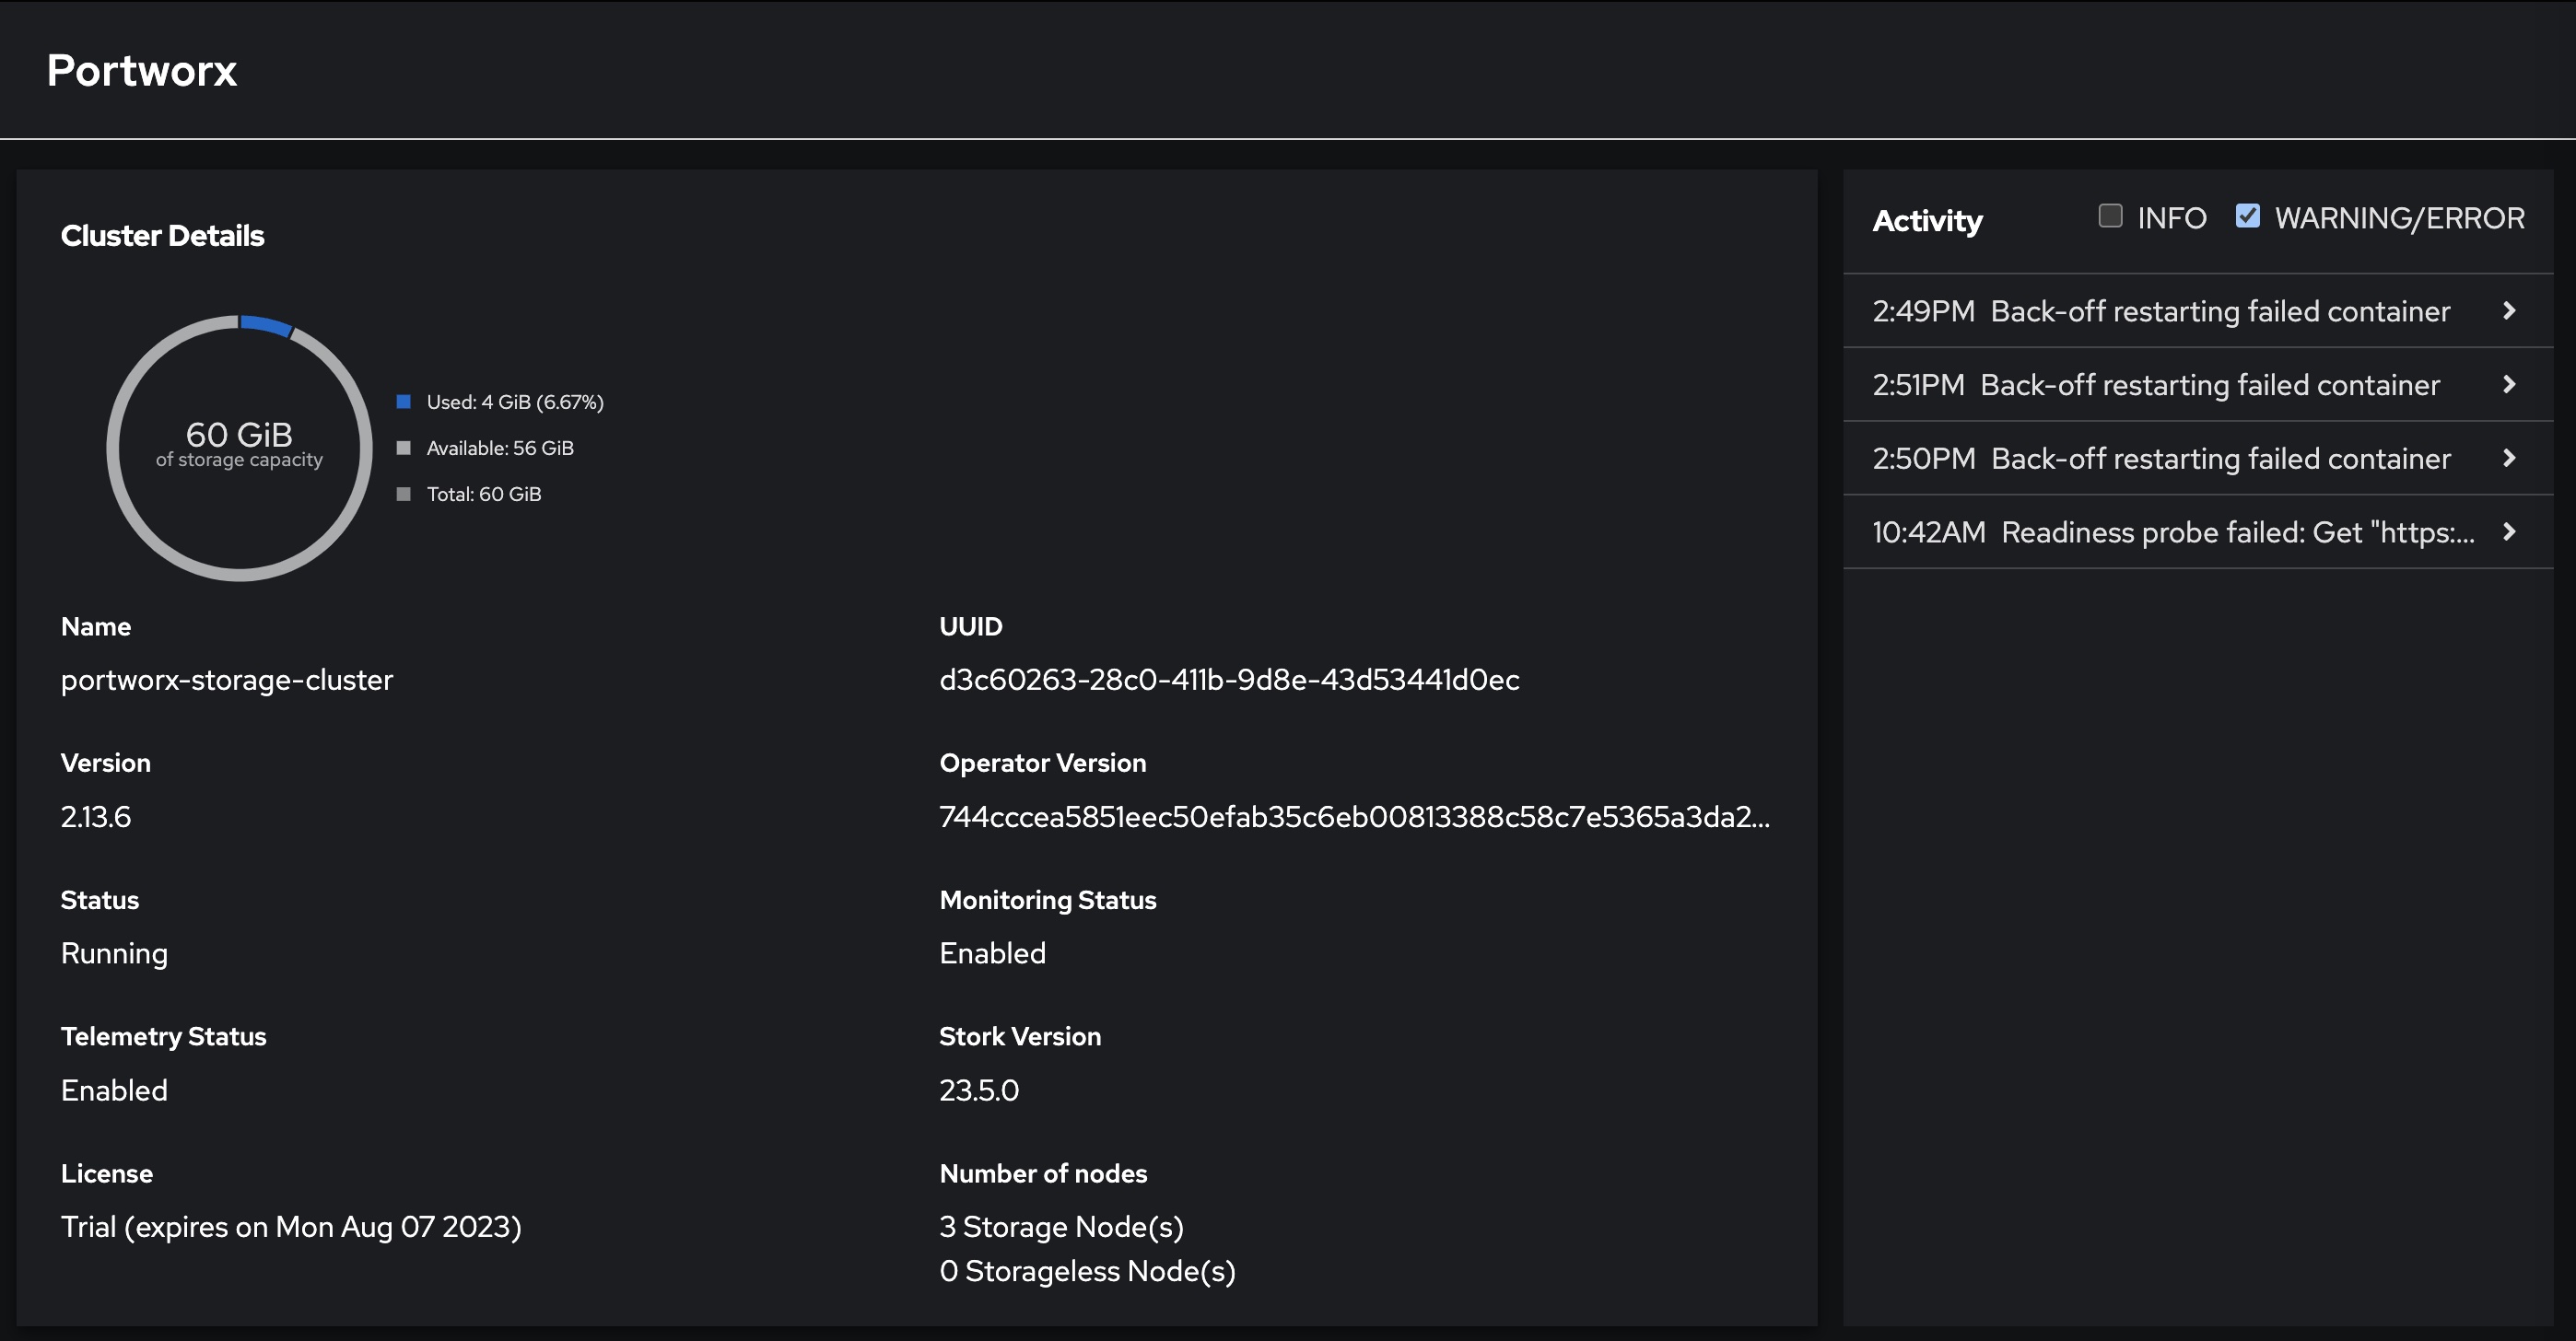 Portworx
Cluster Details
60 GiB
of storage capacity
Used: 4 GiB (6.67%)
Available: 56 GiB
Total: 60 GiB
Name
portworx-storage-cluster
UUID
d3c60263-28c0-411b-9d8e-43d53441d0ec
Version
2.13.6
Operator Version
744cccea5851eec50efab35c6eb00813388c58c7e5365a3da2...
Status
Running
Monitoring Status
Enabled
Telemetry Status
Enabled
Stork Version
23.5.0
License
Trial (expires on Mon Aug 07 2023)
Number of nodes
3 Storage Node(s)
0 Storageless Node(s)
Activity INFO WARNING/ERROR
2:49PM Back-off restarting failed container
2:51PM Back-off restarting failed container
2:50PM Back-off restarting failed container
10:42AM Readiness probe failed: Get "https:...